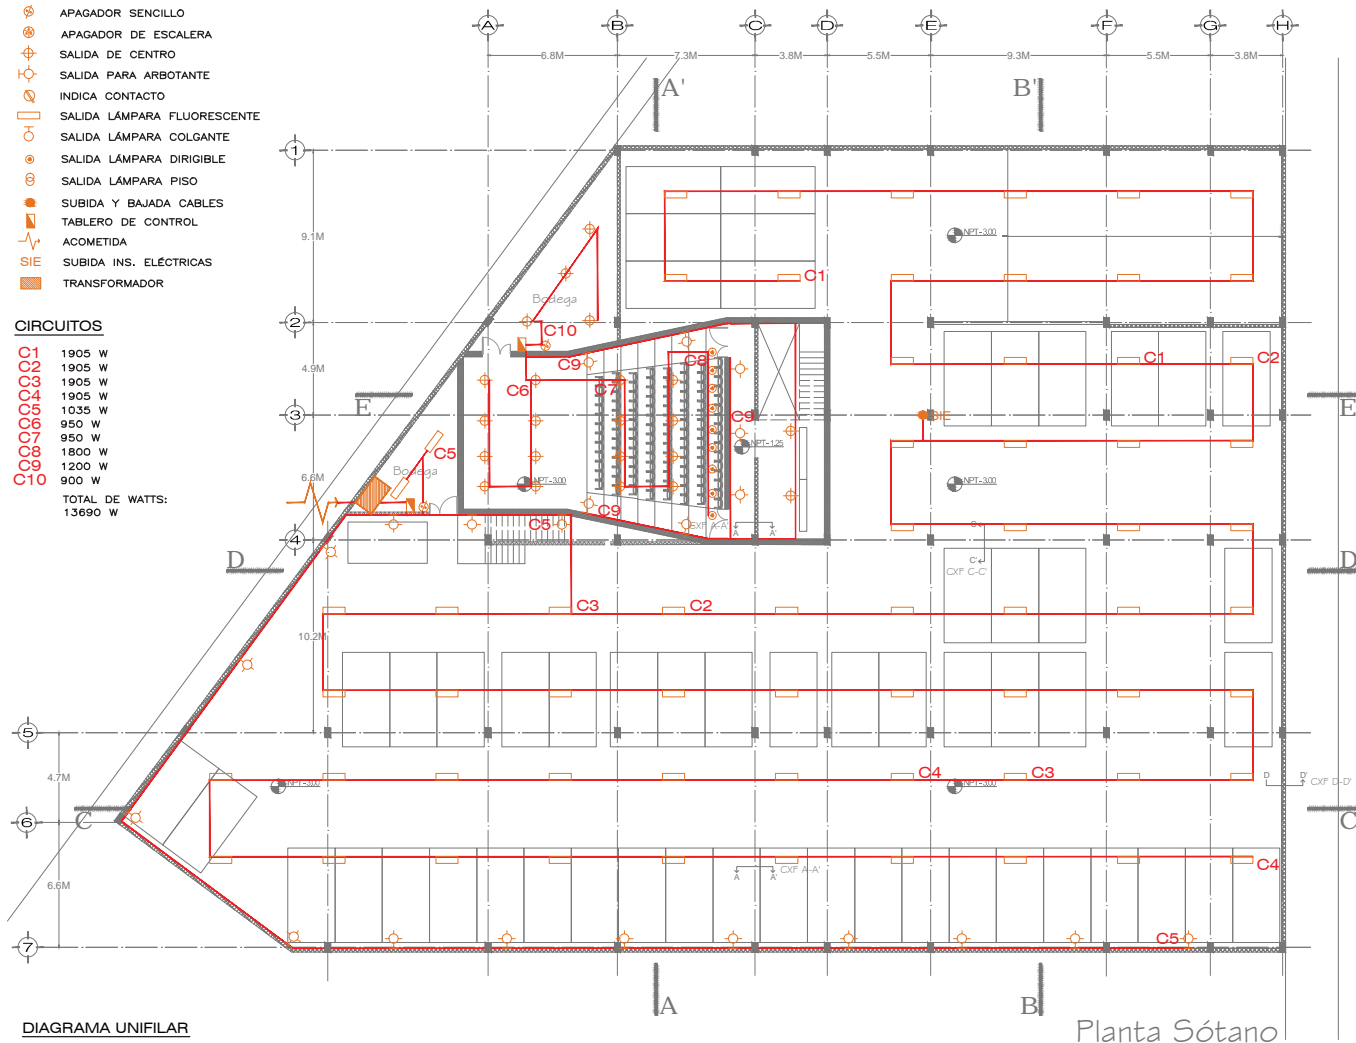 APAGADOR SENCILLO
APAGADOR DE ESCALERA
SALIDA DE CENTRO
SALIDA PARA ARBOTANTE
INDICA CONTACTO
SALIDA LÁMPARA FLUORESCENTE
SALIDA LÁMPARA COLGANTE
SALIDA LÁMPARA DIRIGIBLE
SALIDA LÁMPARA PISO
SUBIDA Y BAJADA CABLES
TABLERO DE CONTROL
ACOMETIDA
SIE SUBIDA INS. ELÉCTRICAS
TRANSFORMADOR
CIRCUITOS
C1 1905 W
C2 1905 W
C3 1905 W
C4 1905 W
C5 1035 W
C6 950 W
C7 950 W
C8 1800 W
C9 1200 W
C10 900 W
TOTAL DE WATTS:
13690 W
A B C D E F G H
6.8M 7.3M 3.8M 5.5M 9.3M 5.5M 3.8M
A' B'
1
9.1M
NPT-3.00
C1
Bodega
2
C10
C9 C8 C1 C2
4.9M
C6 C7
E E
3
C9 SIE
NPT-1.25
C5
Bodega
6.6M
NPT-3.00 NPT-3.00
C9
C5 CXF A-A'
A A'
4
C
C'
CXF C-C'
D D
C3 C2
10.2M
5
4.7M
C4 C3
NPT-3.00 NPT-3.00
D D'
CXF D-D'
C C
6
C4
CXF A-A'
A A'
6.6M
C5
7
A B
DIAGRAMA UNIFILAR
Planta Sótano